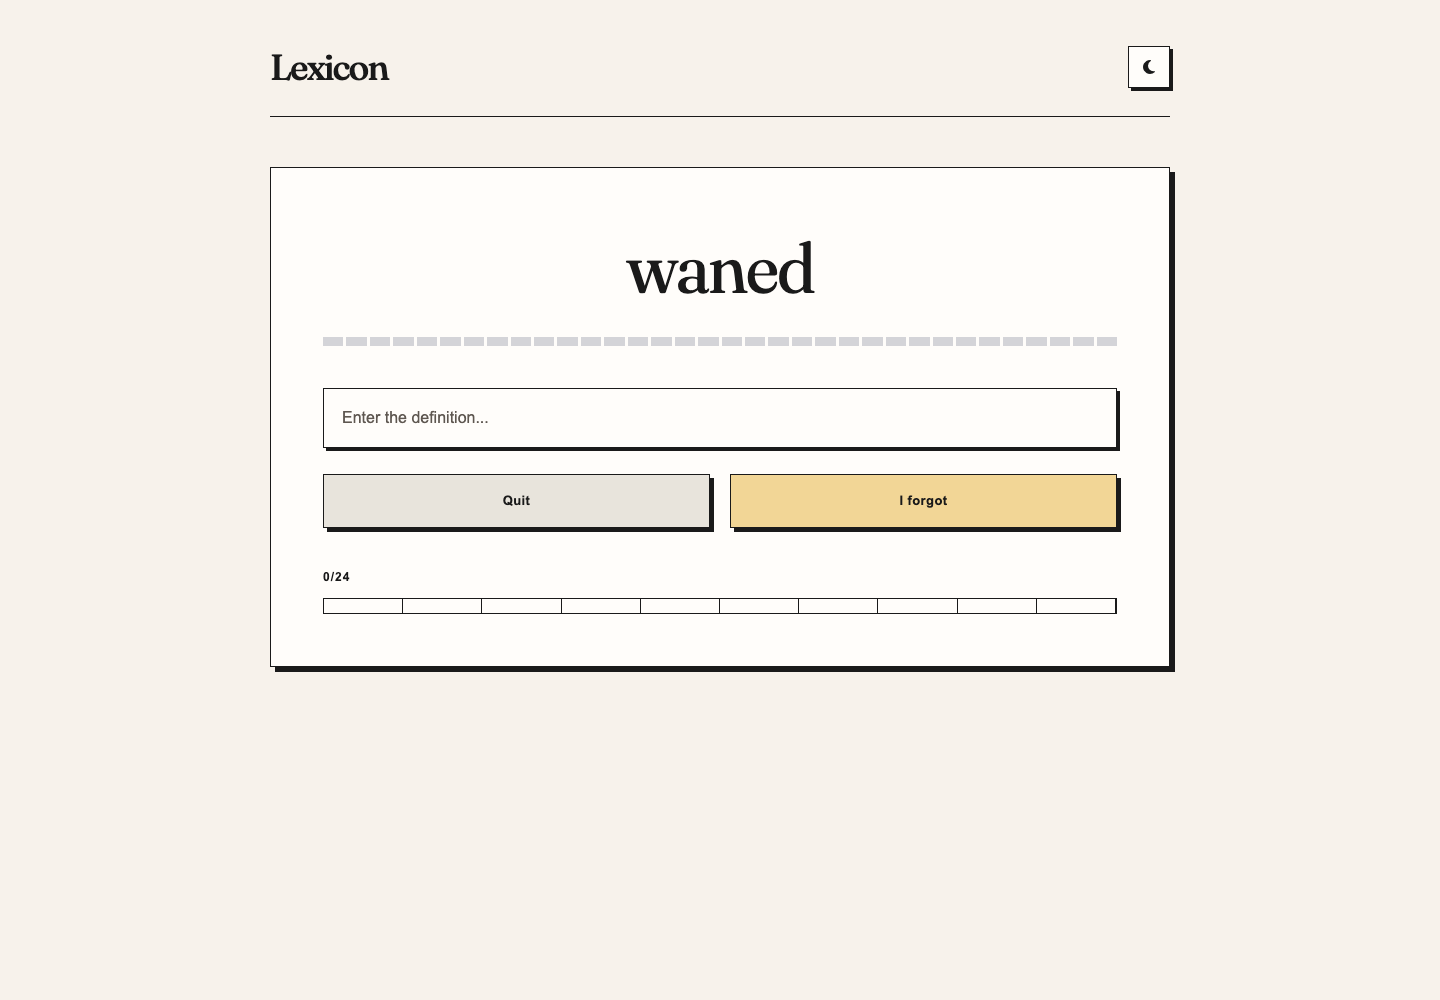 Lexicon
waned
Enter the definition...
Quit
I forgot
0/24